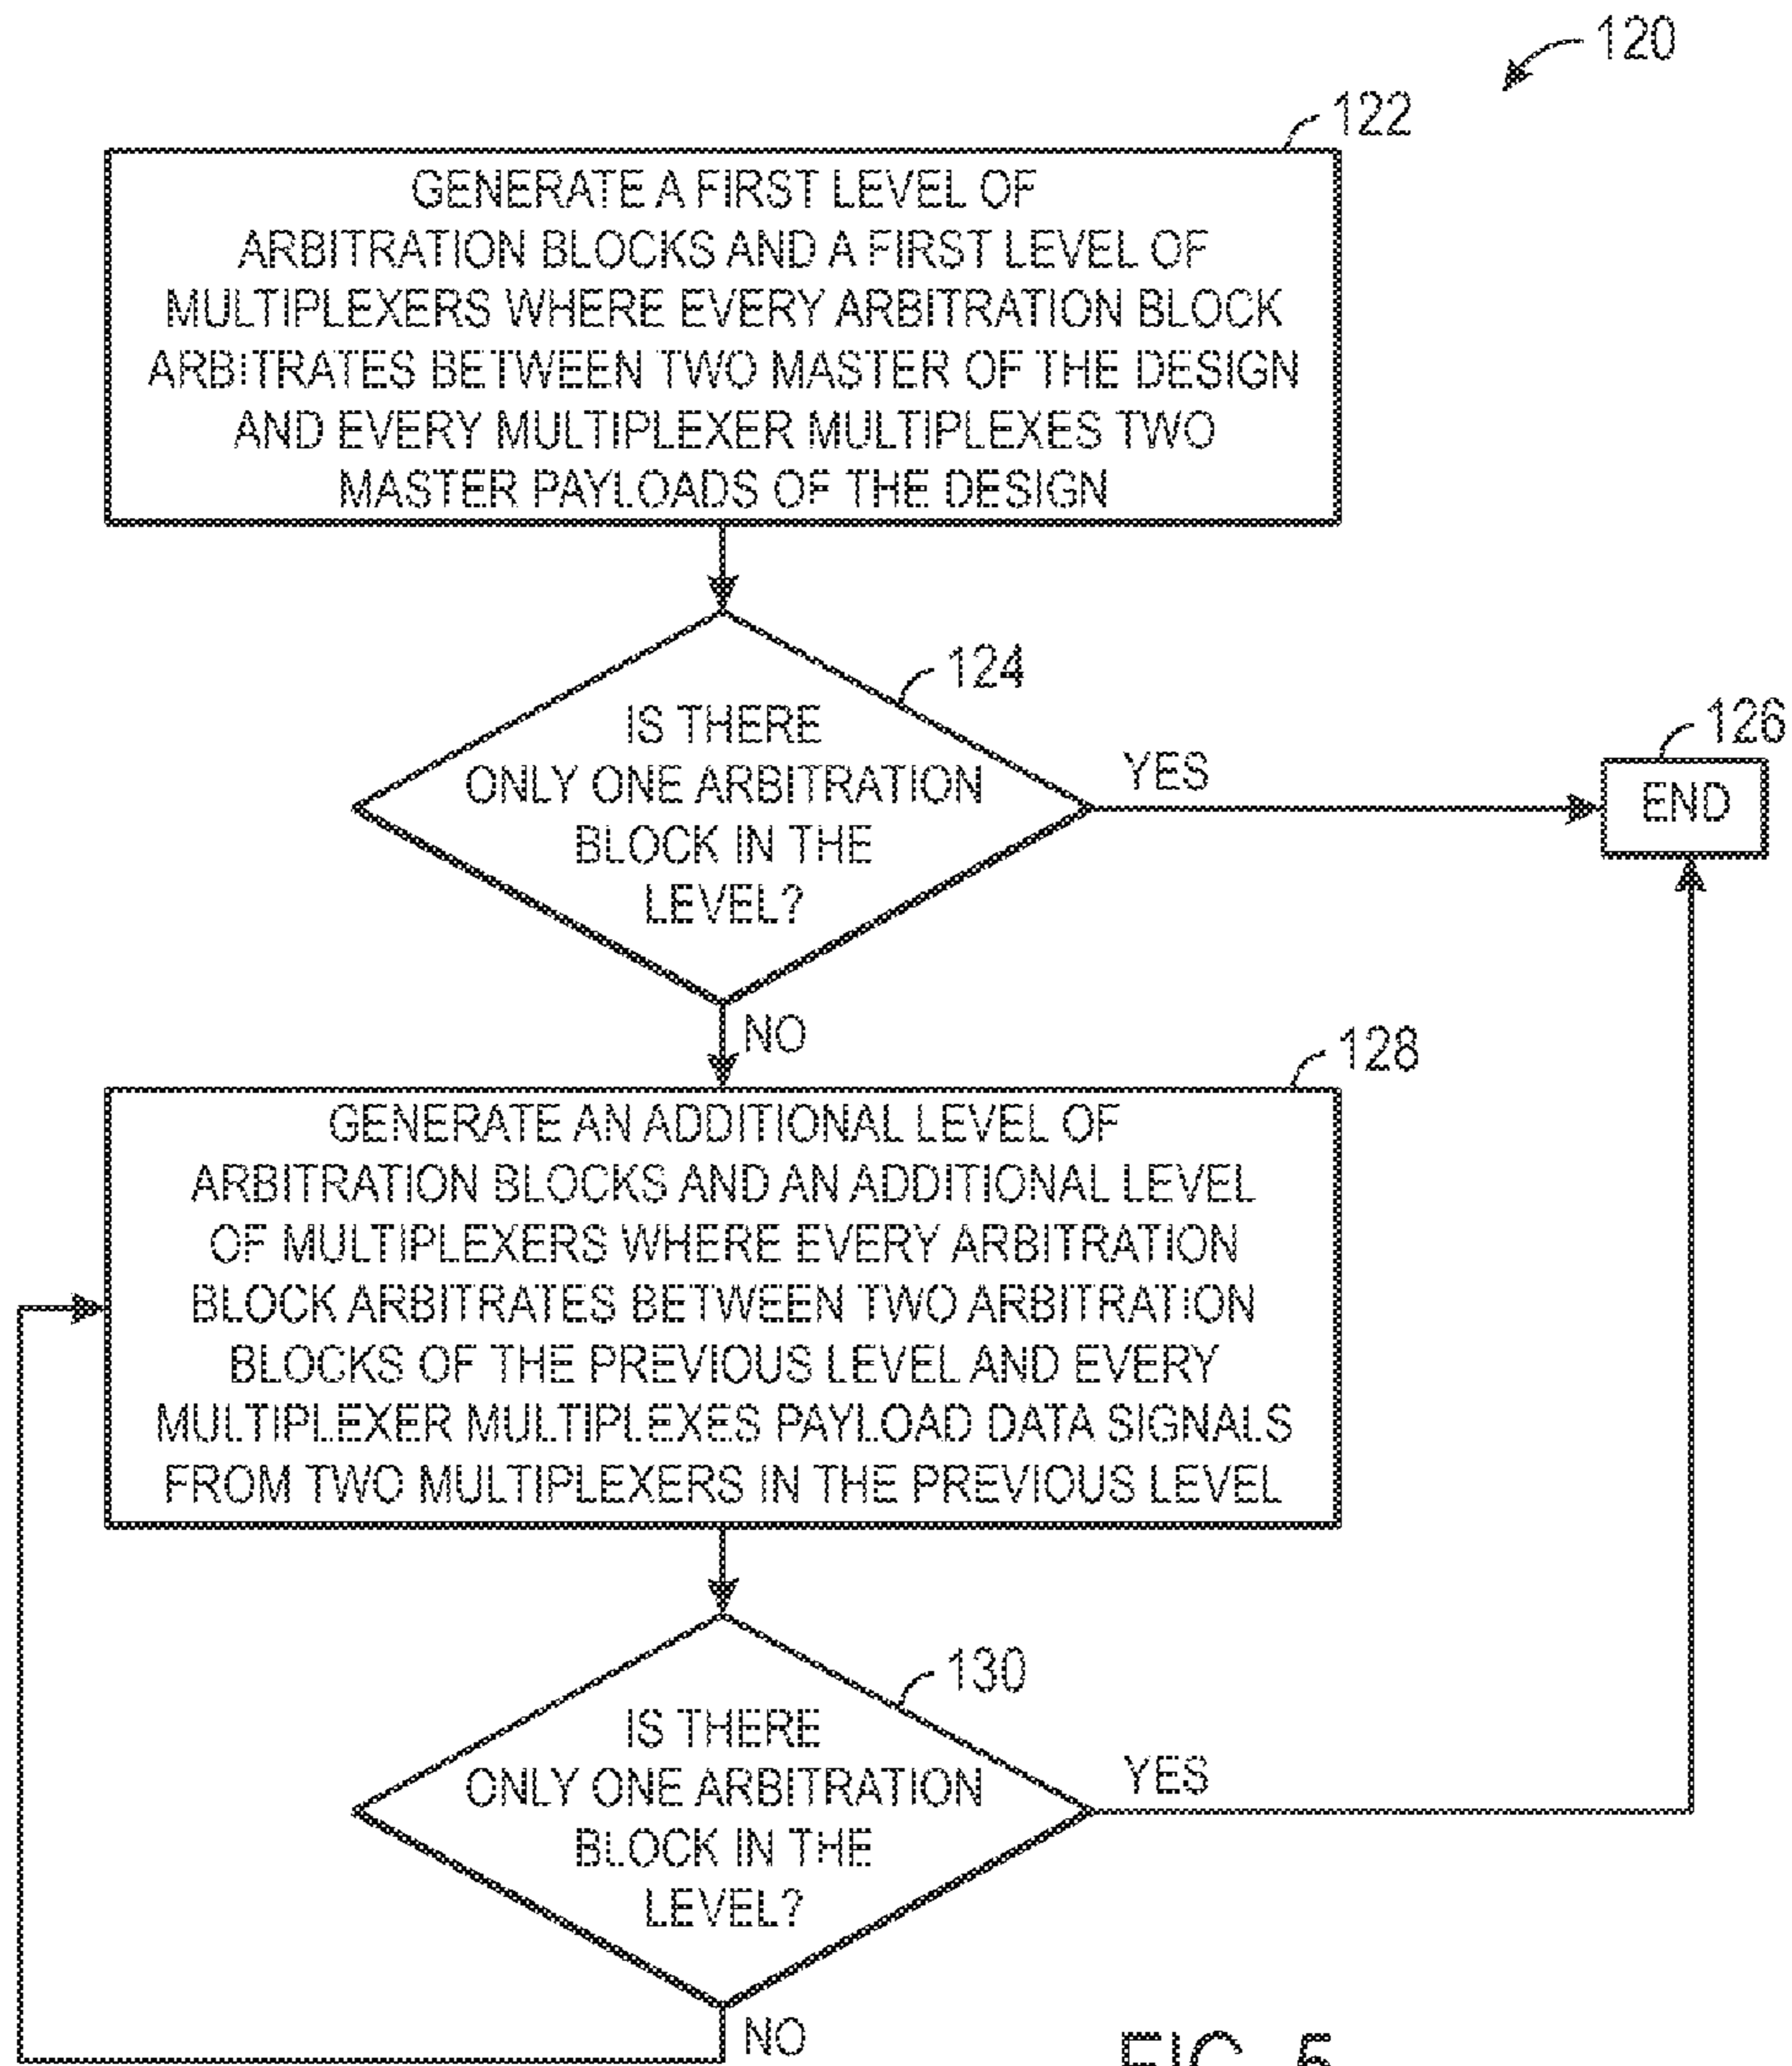 120
122
GENERATE A FIRST LEVEL OF
ARBITRATION BLOCKS AND A FIRST LEVEL OF
MULTIPLEXERS WHERE EVERY ARBITRATION BLOCK
ARBITRATES BETWEEN TWO MASTER OF THE DESIGN
AND EVERY MULTIPLEXER MULTIPLEXES TWO
MASTER PAYLOADS OF THE DESIGN
124
IS THERE
ONLY ONE ARBITRATION
BLOCK IN THE
LEVEL?
YES
126
END
NO
128
GENERATE AN ADDITIONAL LEVEL OF
ARBITRATION BLOCKS AND AN ADDITIONAL LEVEL
OF MULTIPLEXERS WHERE EVERY ARBITRATION
BLOCK ARBITRATES BETWEEN TWO ARBITRATION
BLOCKS OF THE PREVIOUS LEVEL AND EVERY
MULTIPLEXER MULTIPLEXES PAYLOAD DATA SIGNALS
FROM TWO MULTIPLEXERS IN THE PREVIOUS LEVEL
130
IS THERE
ONLY ONE ARBITRATION
BLOCK IN THE
LEVEL?
YES
NO
FIG. 5